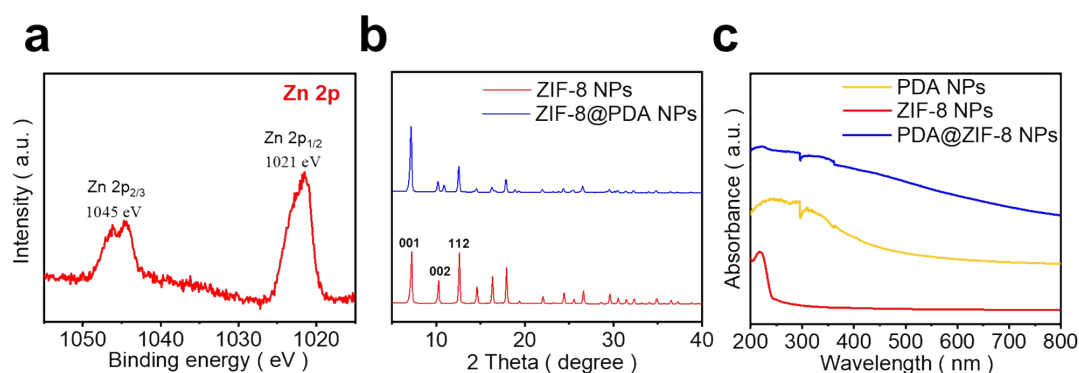 a
Zn 2p
Zn 2p1/2
1021 eV
Zn 2p2/3
1045 eV
Intensity ( a.u. )
1050 1040 1030 1020
Binding energy ( eV )
b
ZIF-8 NPs
ZIF-8@PDA NPs
001
002
112
10 20 30 40
2 Theta ( degree )
c
PDA NPs
ZIF-8 NPs
PDA@ZIF-8 NPs
Absorbance ( a.u. )
200 300 400 500 600 700 800
Wavelength ( nm )